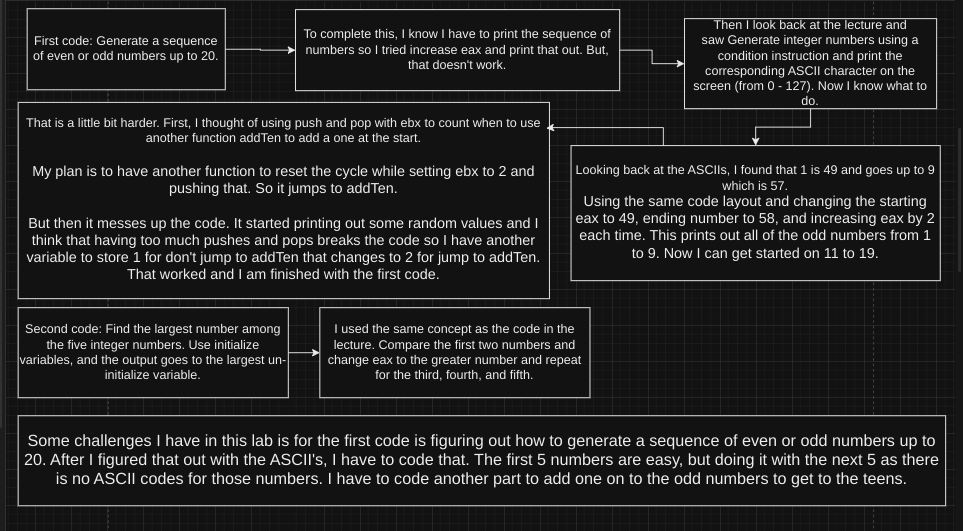 First code: Generate a sequence
of even or odd numbers up to 20.
To complete this, I know I have to print the sequence of
numbers so I tried increase eax and print that out. But,
that doesn't work.
Then I look back at the lecture and
saw Generate integer numbers using a
condition instruction and print the
corresponding ASCII character on the
screen (from 0 - 127). Now I know what to
do.
Looking back at the ASCIIs, I found that 1 is 49 and goes up to 9
which is 57.
Using the same code layout and changing the starting
eax to 49, ending number to 58, and increasing eax by 2
each time. This prints out all of the odd numbers from 1
to 9. Now I can get started on 11 to 19.
That is a little bit harder. First, I thought of using push and pop with ebx to count when to use
another function addTen to add a one at the start.
My plan is to have another function to reset the cycle while setting ebx to 2 and
pushing that. So it jumps to addTen.
But then it messes up the code. It started printing out some random values and I
think that having too much pushes and pops breaks the code so I have another
variable to store 1 for don't jump to addTen that changes to 2 for jump to addTen.
That worked and I am finished with the first code.
Second code: Find the largest number among
the five integer numbers. Use initialize
variables, and the output goes to the largest un-
initialize variable.
I used the same concept as the code in the
lecture. Compare the first two numbers and
change eax to the greater number and repeat
for the third, fourth, and fifth.
Some challenges I have in this lab is for the first code is figuring out how to generate a sequence of even or odd numbers up to
20. After I figured that out with the ASCII's, I have to code that. The first 5 numbers are easy, but doing it with the next 5 as there
is no ASCII codes for those numbers. I have to code another part to add one on to the odd numbers to get to the teens.